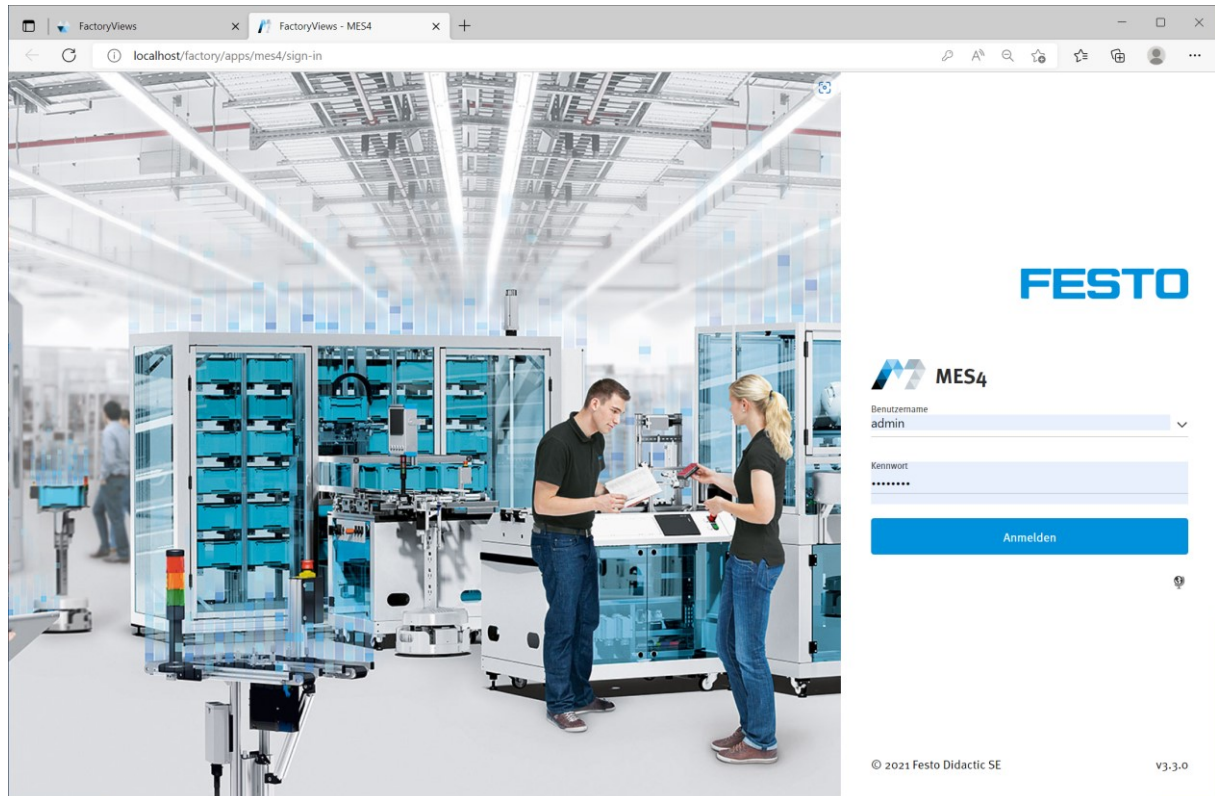 FactoryViews
FactoryViews - MES4
localhost/factory/apps/mes4/sign-in
FESTO
MES4
Benutzername
admin
Kennwort
••••••••
Anmelden
© 2021 Festo Didactic SE
v3.3.0